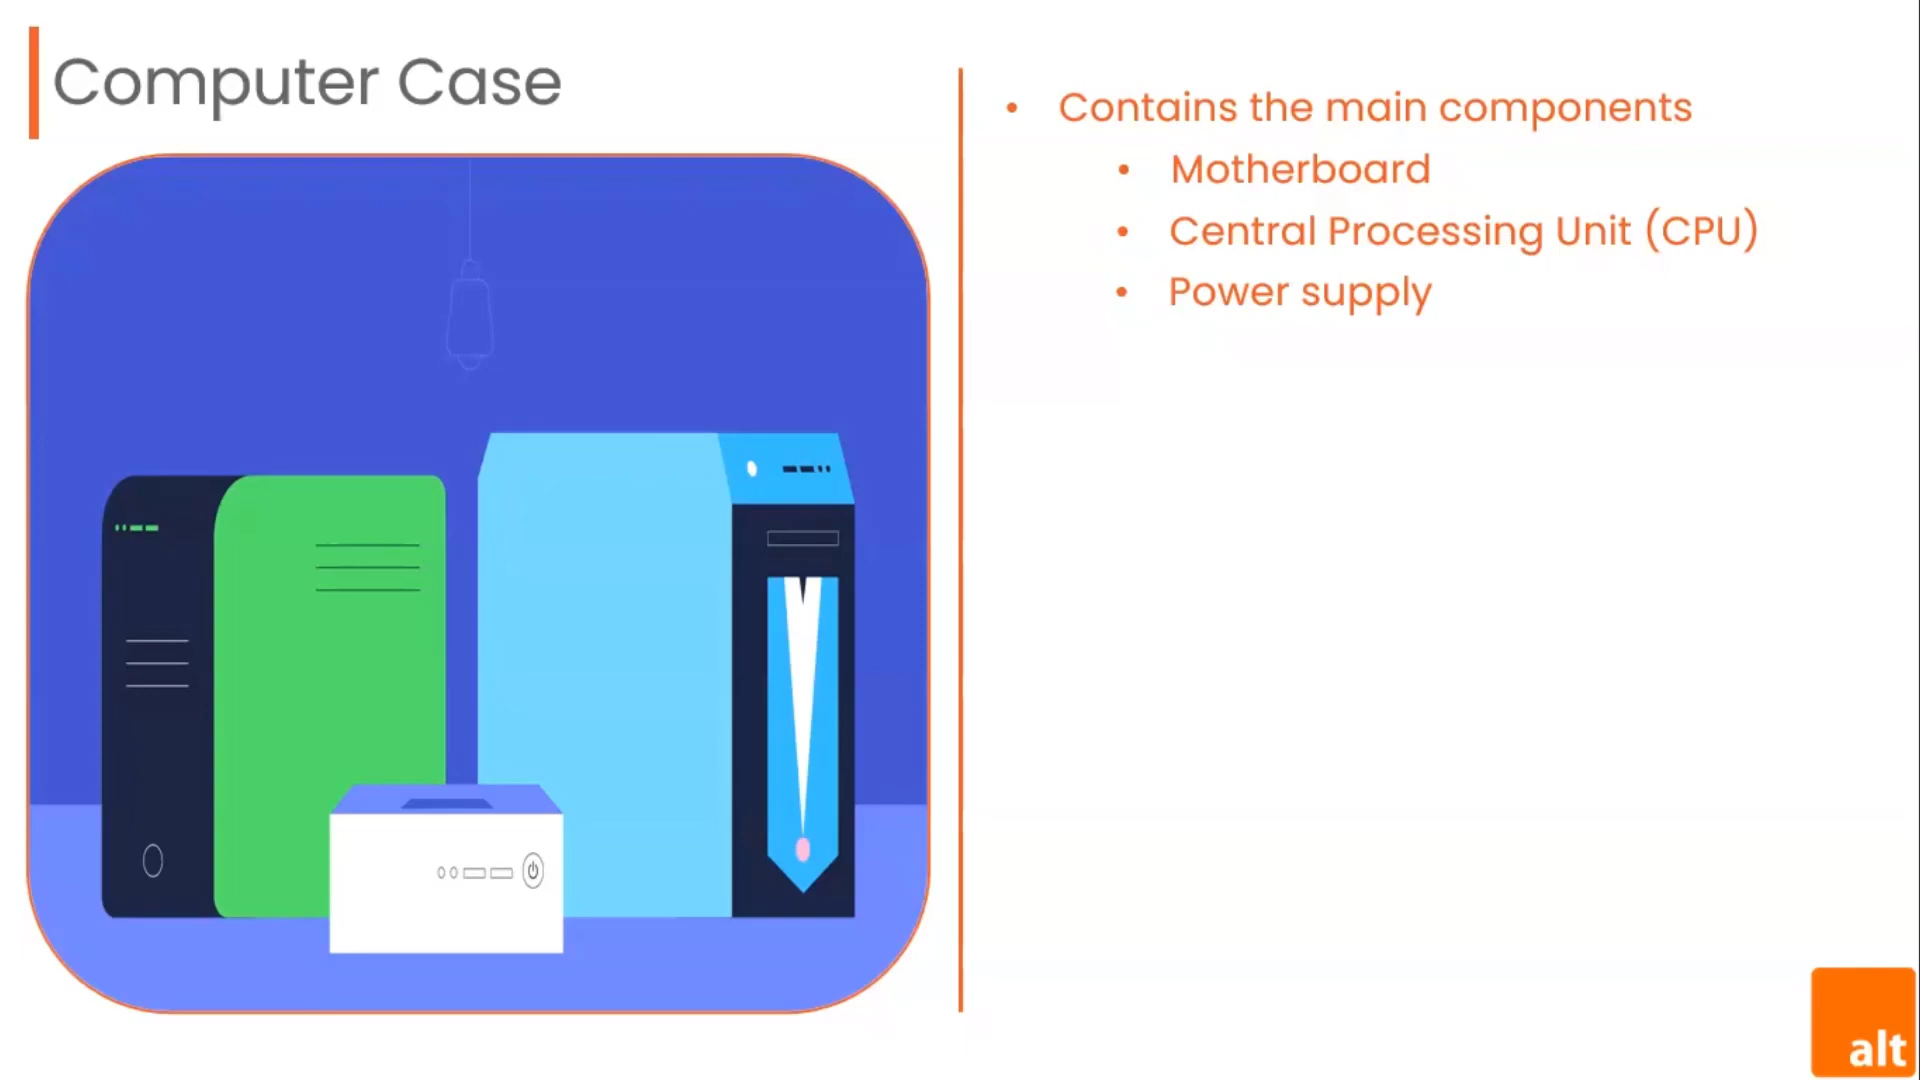 Computer Case
• Contains the main components
• Motherboard
• Central Processing Unit (CPU)
• Power supply
alt